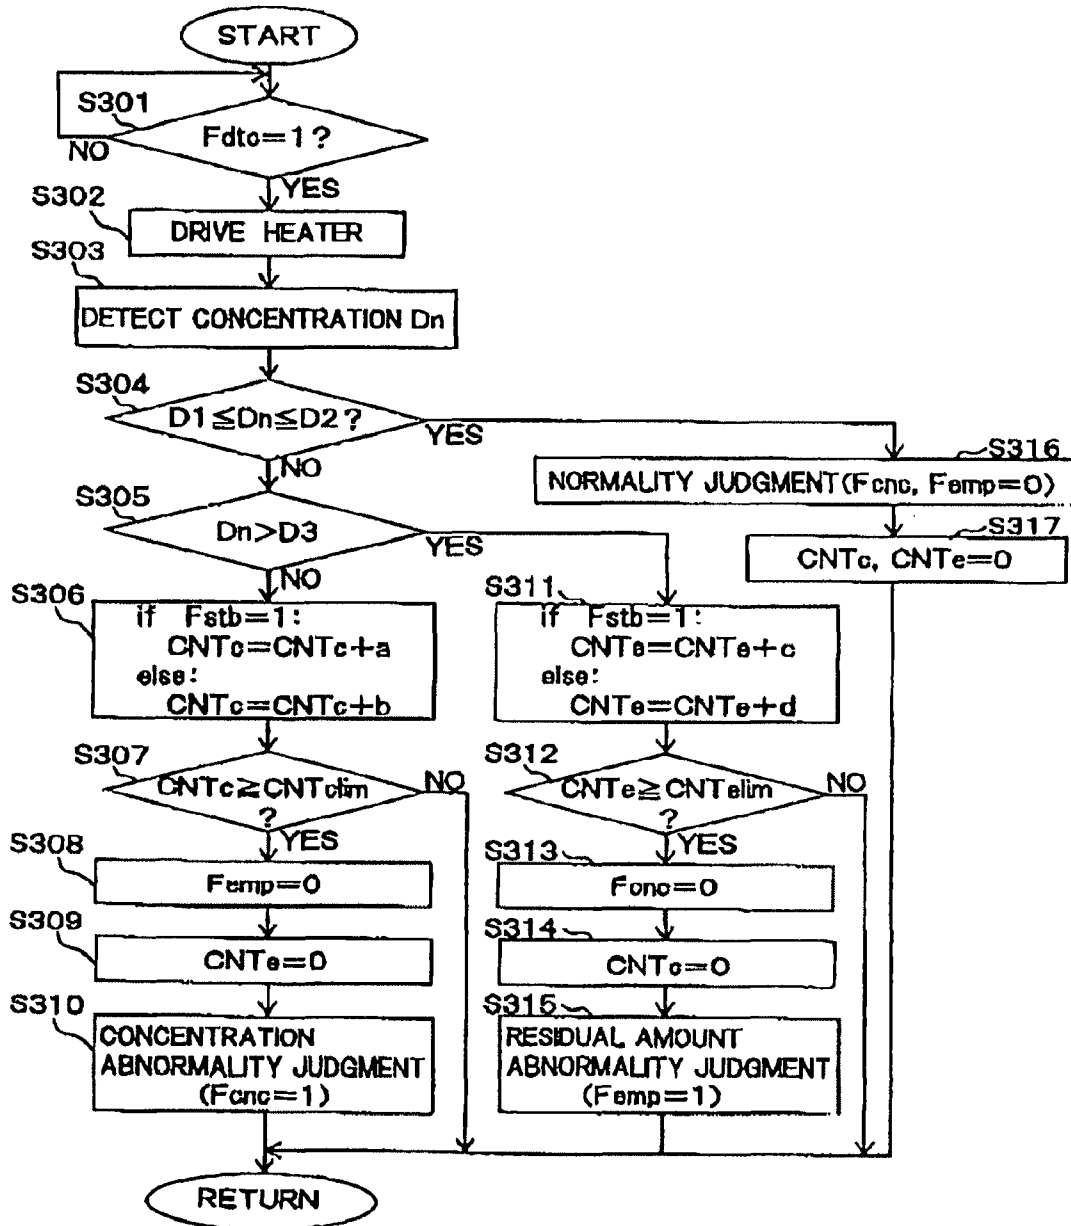 START
S301
Fdtc=1?
NO
YES
S302
DRIVE HEATER
S303
DETECT CONCENTRATION Dn
S304
D1≦Dn≦D2?
YES
NO
S316
NORMALITY JUDGMENT(Fcnc, Femp=0)
S305
Dn>D3
YES
NO
S317
CNTc, CNTe=0
S306
if Fstb=1:
CNTc=CNTc+a
else:
CNTc=CNTc+b
S311
if Fstb=1:
CNTe=CNTe+c
else:
CNTe=CNTe+d
S307
CNTc≧CNTclim
?
NO
YES
S312
CNTe≧CNTelim
?
NO
YES
S308
Femp=0
S313
Fcnc=0
S309
CNTe=0
S314
CNTc=0
S310
CONCENTRATION
ABNORMALITY JUDGMENT
(Fcnc=1)
S315
RESIDUAL AMOUNT
ABNORMALITY JUDGMENT
(Femp=1)
RETURN